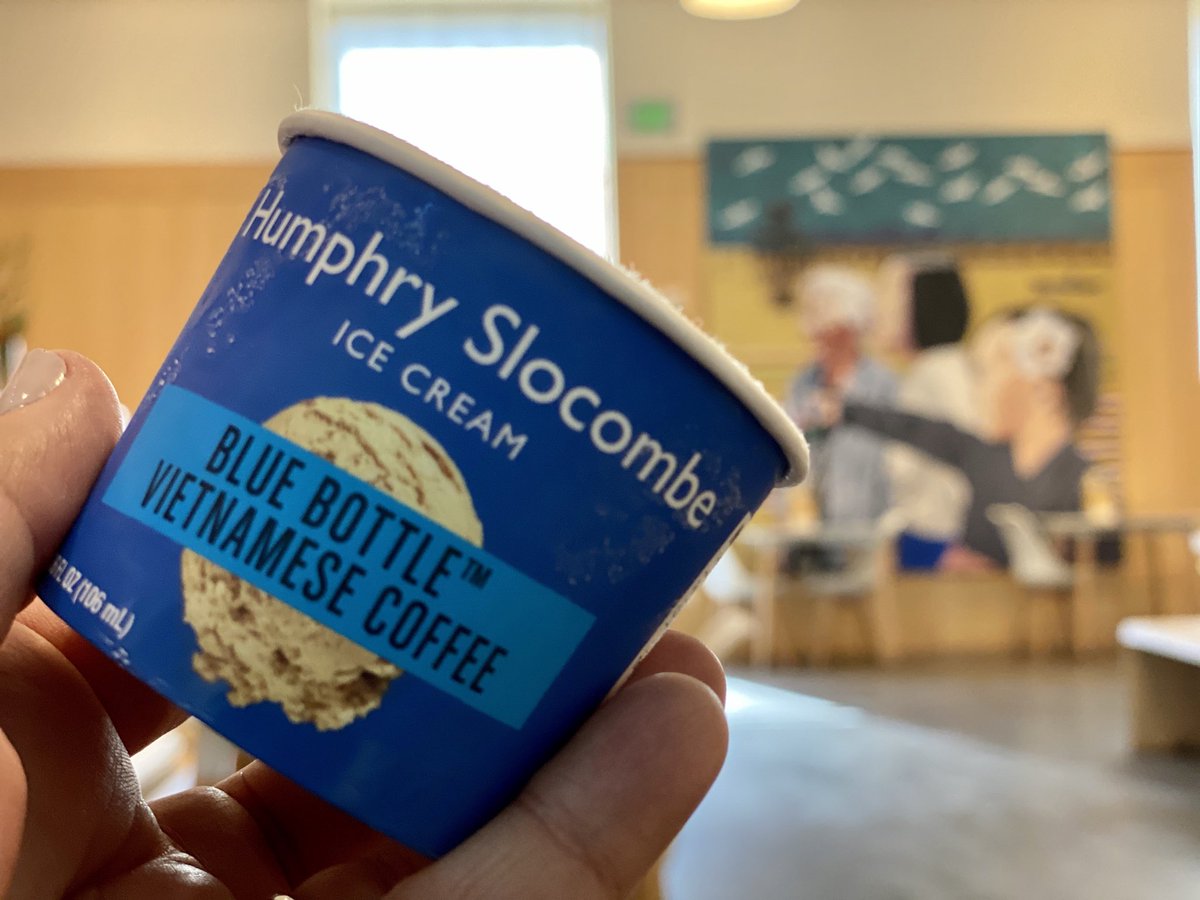 Humphry Slocombe
ICE CREAM
BLUE BOTTLE™
VIETNAMESE COFFEE
FL OZ (106 mL)